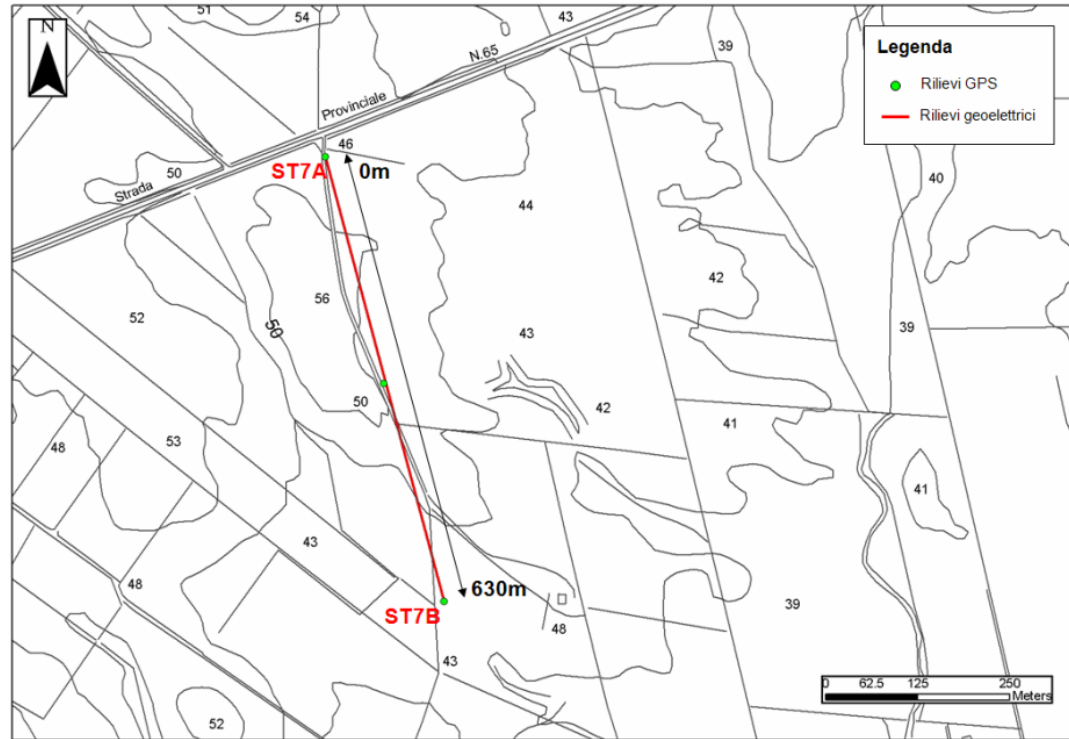 51
54
43
N
39
Legenda
Rilievi GPS
Rilievi geoelettrici
N.65
Provinciale
46
50
ST7A
0m
40
Strada
44
42
56
52
50
43
39
50
42
41
53
48
41
43
48
630m
39
ST7B
48
43
52
0
62.5
125
250
Meters